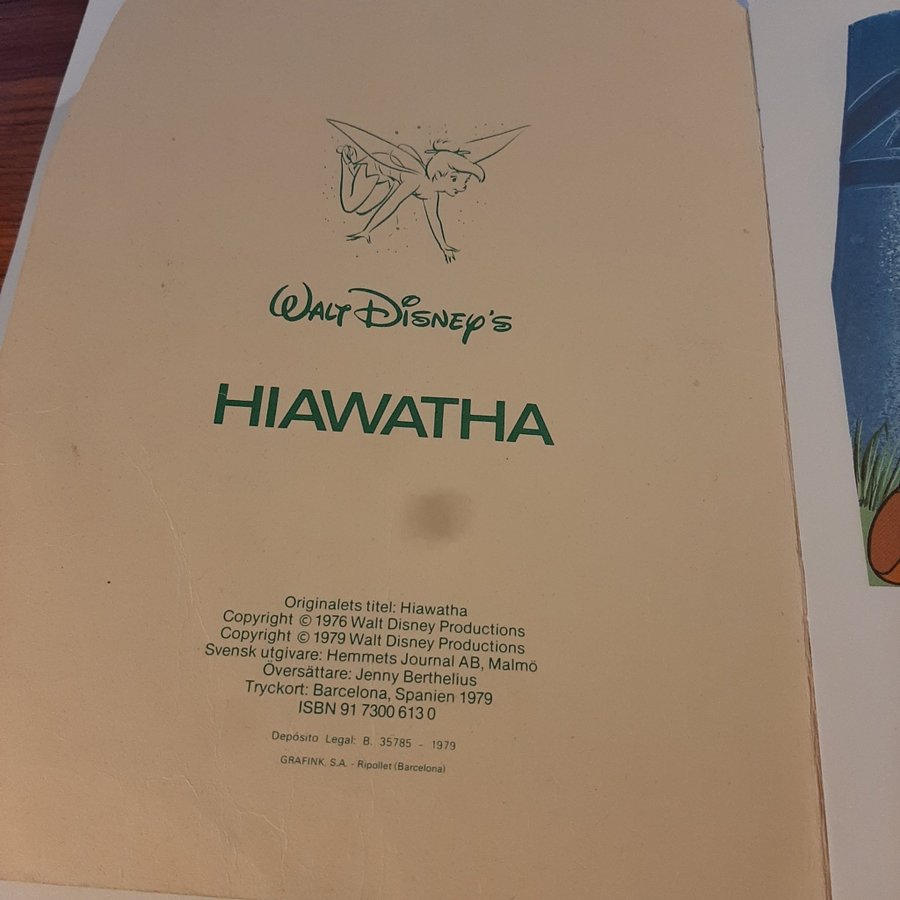 Walt Disney's
HIAWATHA
Originalets titel: Hiawatha
Copyright © 1976 Walt Disney Productions
Copyright © 1979 Walt Disney Productions
Svensk utgivare: Hemmets Journal AB, Malmö
Översättare: Jenny Berthelius
Tryckort: Barcelona, Spanien 1979
ISBN 91 7300 613 0
Depósito Legal: B. 35785 - 1979
GRAFINK, S.A. - Ripollet (Barcelona)